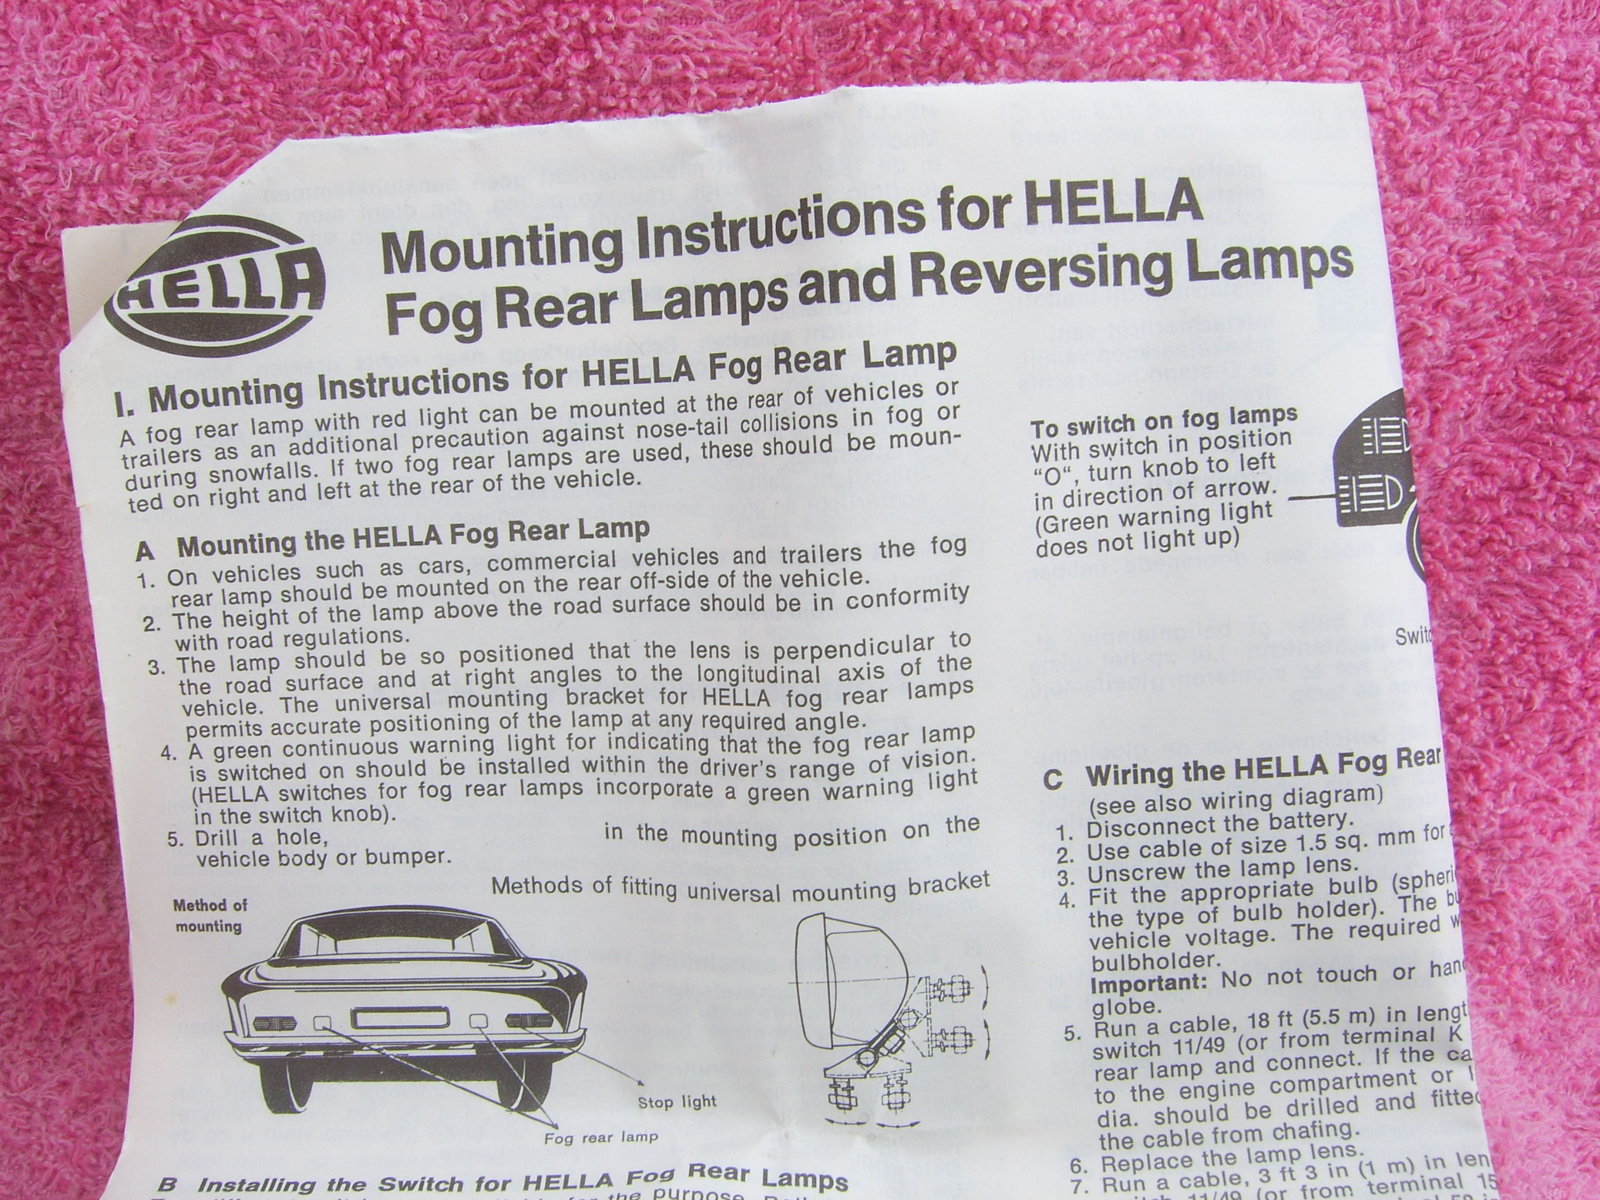 HELLA
Mounting Instructions for HELLA
Fog Rear Lamps and Reversing Lamps
I. Mounting Instructions for HELLA Fog Rear Lamp
A fog rear lamp with red light can be mounted at the rear of vehicles or
trailers as an additional precaution against nose-tail collisions in fog or
during snowfalls. If two fog rear lamps are used, these should be moun-
ted on right and left at the rear of the vehicle.
A Mounting the HELLA Fog Rear Lamp
1. On vehicles such as cars, commercial vehicles and trailers the fog
rear lamp should be mounted on the rear off-side of the vehicle.
2. The height of the lamp above the road surface should be in conformity
with road regulations.
3. The lamp should be so positioned that the lens is perpendicular to
the road surface and at right angles to the longitudinal axis of the
vehicle. The universal mounting bracket for HELLA fog rear lamps
permits accurate positioning of the lamp at any required angle.
4. A green continuous warning light for indicating that the fog rear lamp
is switched on should be installed within the driver's range of vision.
(HELLA switches for fog rear lamps incorporate a green warning light
in the switch knob).
5. Drill a hole, in the mounting position on the
vehicle body or bumper.
Methods of fitting universal mounting bracket
Method of
mounting
Stop light
Fog rear lamp
B Installing the Switch for HELLA Fog Rear Lamps
for the purpose.
To switch on fog lamps
With switch in position
"O", turn knob to left
in direction of arrow.
(Green warning light
does not light up)
Switc
C Wiring the HELLA Fog Rear
(see also wiring diagram)
1. Disconnect the battery.
2. Use cable of size 1.5 sq. mm for
3. Unscrew the lamp lens.
4. Fit the appropriate bulb (spheri
the type of bulb holder). The bu
vehicle voltage. The required w
bulbholder.
Important: No not touch or hand
globe.
5. Run a cable, 18 ft (5.5 m) in lengt
switch 11/49 (or from terminal K
rear lamp and connect. If the ca
to the engine compartment or
dia. should be drilled and fitted
the cable from chafing.
6. Replace the lamp lens.
7. Run a cable, 3 ft 3 in (1 m) in len
switch 11/49 (or from terminal 15